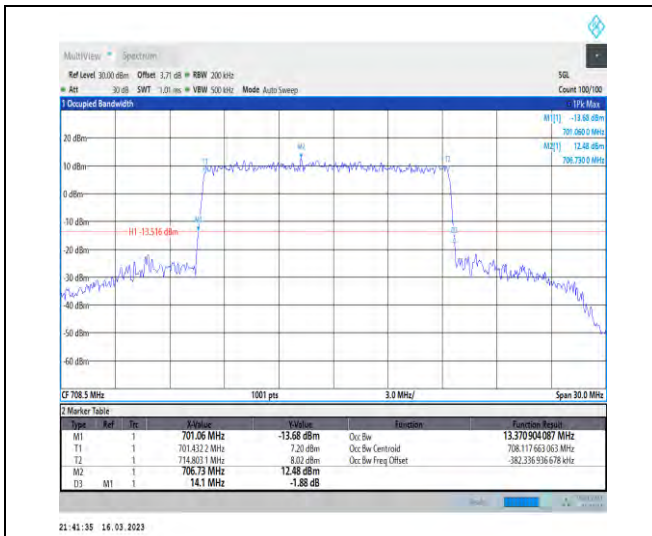 MultiView Spectrum
Ref Level 30.00 dBm Offset 3.71 dB RBW 200 kHz SGL
Att 30 dB SWT 1.01 ms VBW 500 kHz Mode Auto Sweep Count 100/100
1 Occupied Bandwidth 1Pk Max
M1[1] -13.68 dBm
701.060 0 MHz
M2[1] 12.48 dBm
706.730 0 MHz
20 dBm
10 dBm
0 dBm
-10 dBm
H1 -13.516 dBm
-20 dBm
-30 dBm
-40 dBm
-50 dBm
-60 dBm
T1
M2
T2
M1
D3
CF 708.5 MHz 1001 pts 3.0 MHz/ Span 30.0 MHz
2 Marker Table
Type Ref Trc X-Value Y-Value Function Function Result
M1 1 701.06 MHz -13.68 dBm Occ Bw 13.370 904 087 MHz
T1 1 701.432 2 MHz 7.20 dBm Occ Bw Centroid 708.117 663 063 MHz
T2 1 714.803 1 MHz 8.02 dBm Occ Bw Freq Offset -382.336 936 678 kHz
M2 1 706.73 MHz 12.48 dBm
D3 M1 1 14.1 MHz -1.88 dB
21:41:35 16.03.2023